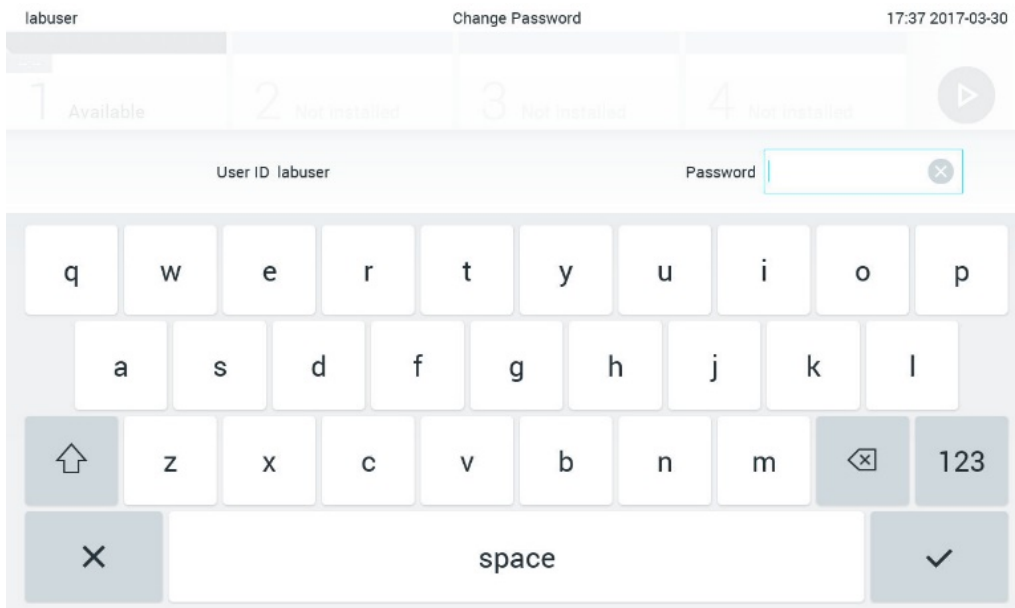 labuser Change Password 17:37 2017-03-30
1 Available 2 Not installed 3 Not installed 4 Not installed
User ID labuser Password
q w e r t y u i o p
a s d f g h j k l
z x c v b n m 123
space